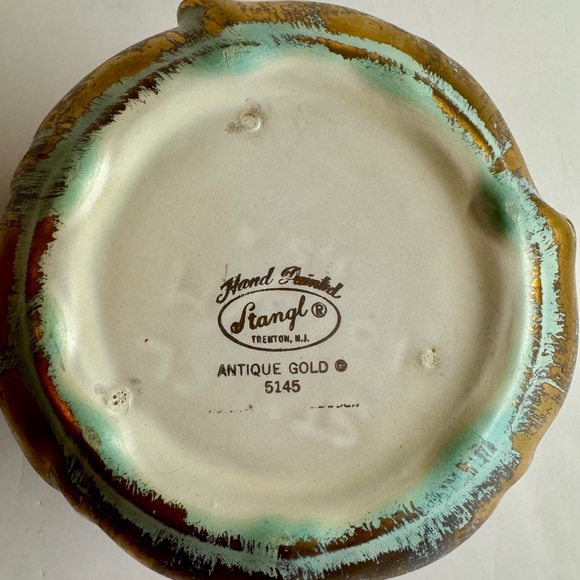 Hand Painted
Stangl ®
TRENTON, N.J.
ANTIQUE GOLD ©
5145